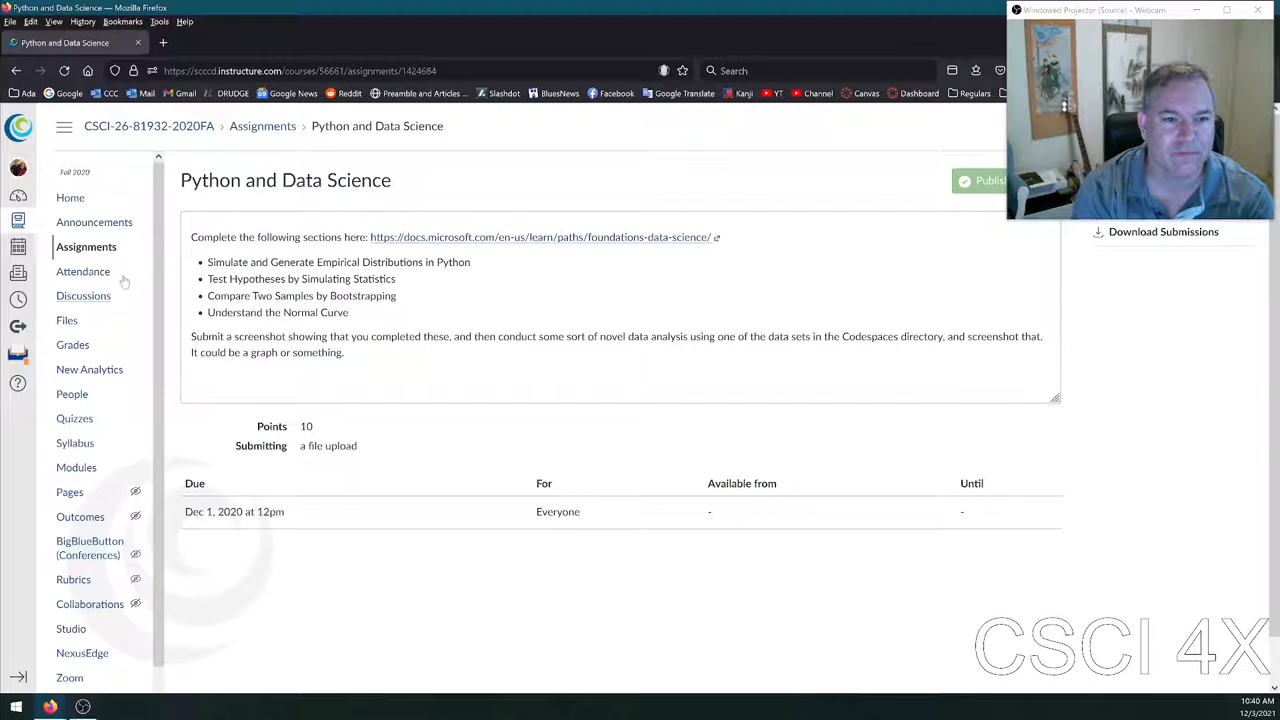 Python and Data Science — Mozilla Firefox
File Edit View History Bookmarks Tools Help
Windowed Projector (Source) - Webcam
Python and Data Science
https://scccd.instructure.com/courses/56661/assignments/1424684
Search
Ada Google CCC Mail Gmail DRUDGE Google News Reddit Preamble and Articles ... Slashdot BluesNews Facebook Google Translate Kanji YT Channel Canvas Dashboard Regulars
CSCI-26-81932-2020FA › Assignments › Python and Data Science
Fall 2020
Home
Announcements
Assignments
Attendance
Discussions
Files
Grades
New Analytics
People
Quizzes
Syllabus
Modules
Pages
Outcomes
BigBlueButton
(Conferences)
Rubrics
Collaborations
Studio
NexusEdge
Zoom
Python and Data Science
Publish
Download Submissions
Complete the following sections here: https://docs.microsoft.com/en-us/learn/paths/foundations-data-science/
• Simulate and Generate Empirical Distributions in Python
• Test Hypotheses by Simulating Statistics
• Compare Two Samples by Bootstrapping
• Understand the Normal Curve
Submit a screenshot showing that you completed these, and then conduct some sort of novel data analysis using one of the data sets in the Codespaces directory, and screenshot that.
It could be a graph or something.
Points 10
Submitting a file upload
Due For Available from Until
Dec 1, 2020 at 12pm Everyone - -
CSCI 4X
10:40 AM
12/3/2021